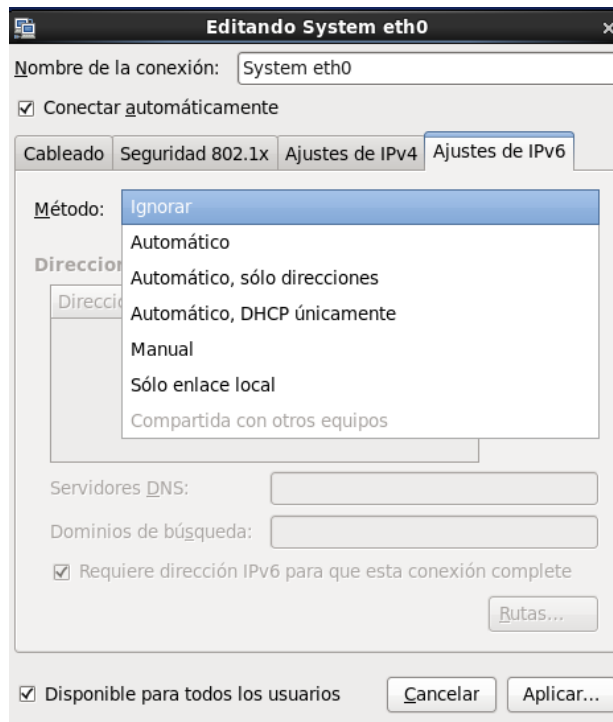 Editando System eth0
Nombre de la conexión: System eth0
Conectar automáticamente
Cableado Seguridad 802.1x Ajustes de IPv4 Ajustes de IPv6
Método: Ignorar
Automático
Automático, sólo direcciones
Automático, DHCP únicamente
Manual
Sólo enlace local
Compartida con otros equipos
Servidores DNS:
Dominios de búsqueda:
Requiere dirección IPv6 para que esta conexión complete
Rutas...
Disponible para todos los usuarios Cancelar Aplicar...